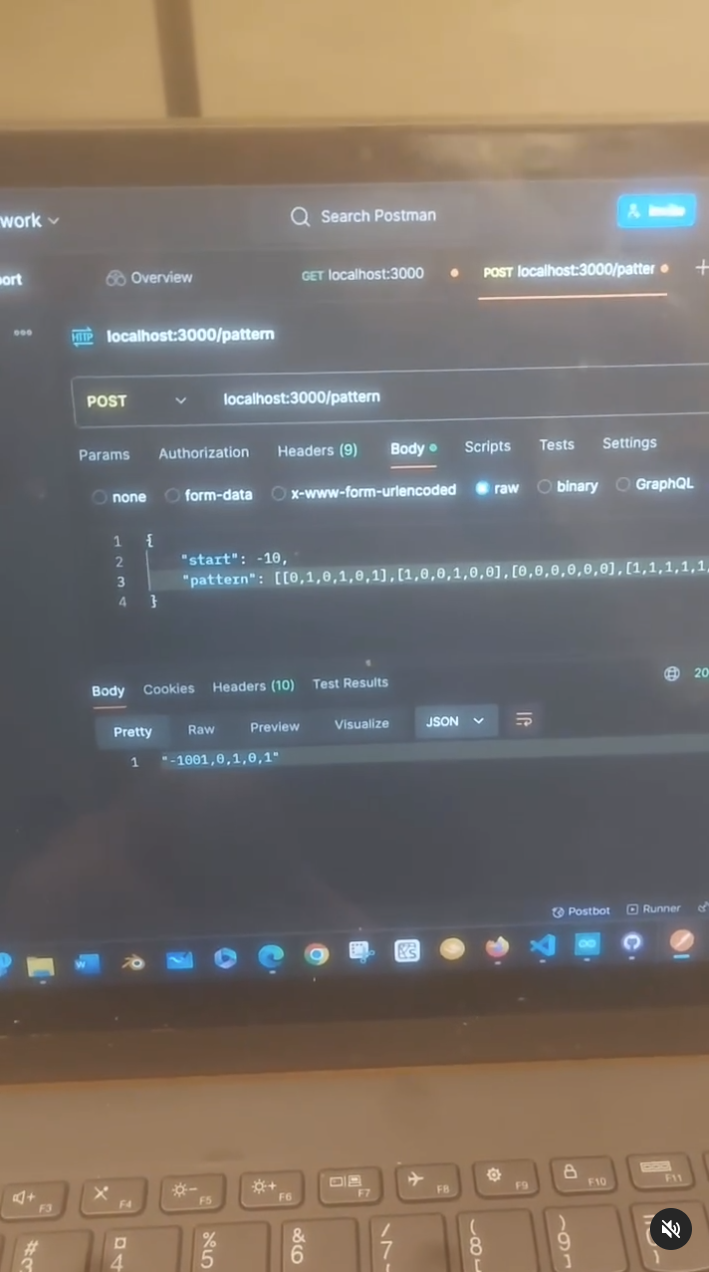 work
Search Postman
Invite
ort
Overview
GET localhost:3000
POST localhost:3000/patter
+
HTTP localhost:3000/pattern
POST
localhost:3000/pattern
Params Authorization Headers (9) Body Scripts Tests Settings
none form-data x-www-form-urlencoded raw binary GraphQL
1 {
2 "start": -10,
3 "pattern": [[0,1,0,1,0,1],[1,0,0,1,0,0],[0,0,0,0,0,0],[1,1,1,1,1,
4 }
Body Cookies Headers (10) Test Results
20
Pretty Raw Preview Visualize JSON
1 "-1001,0,1,0,1"
Postbot Runner
F3 F4 F5 F6 F7 F8 F9 F10 F11
# ¤ % & / ( )
3 4 5 6 7 8 9
[ ]